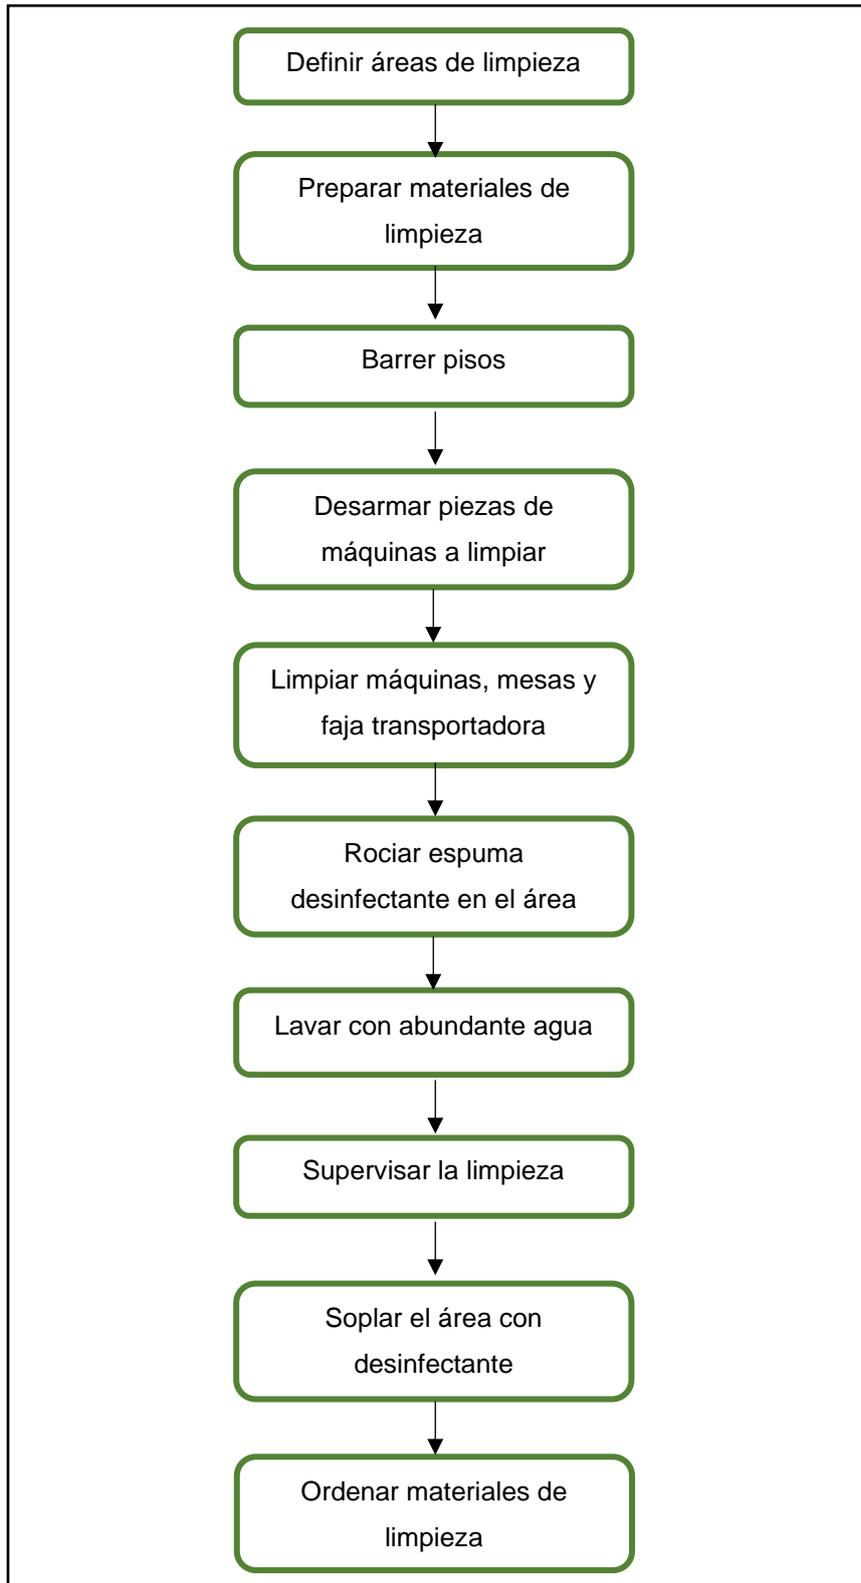 Definir áreas de limpieza
Preparar materiales de
limpieza
Barrer pisos
Desarmar piezas de
máquinas a limpiar
Limpiar máquinas, mesas y
faja transportadora
Rociar espuma
desinfectante en el área
Lavar con abundante agua
Supervisar la limpieza
Soplar el área con
desinfectante
Ordenar materiales de
limpieza